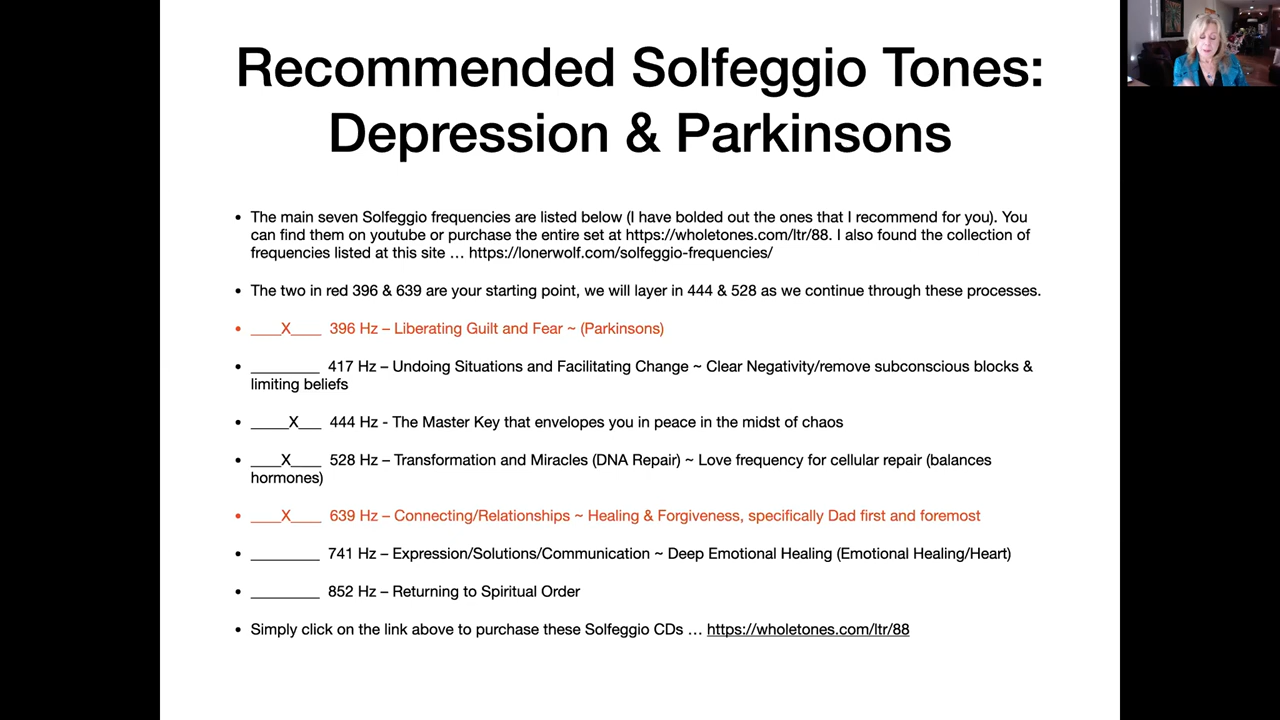 Recommended Solfeggio Tones:
Depression & Parkinsons
• The main seven Solfeggio frequencies are listed below (I have bolded out the ones that I recommend for you). You
can find them on youtube or purchase the entire set at https://wholetones.com/ltr/88. I also found the collection of
frequencies listed at this site … https://lonerwolf.com/solfeggio-frequencies/
• The two in red 396 & 639 are your starting point, we will layer in 444 & 528 as we continue through these processes.
• ____X____ 396 Hz – Liberating Guilt and Fear ~ (Parkinsons)
• _________ 417 Hz – Undoing Situations and Facilitating Change ~ Clear Negativity/remove subconscious blocks &
limiting beliefs
• _____X___ 444 Hz - The Master Key that envelopes you in peace in the midst of chaos
• ____X____ 528 Hz – Transformation and Miracles (DNA Repair) ~ Love frequency for cellular repair (balances
hormones)
• ____X____ 639 Hz – Connecting/Relationships ~ Healing & Forgiveness, specifically Dad first and foremost
• _________ 741 Hz – Expression/Solutions/Communication ~ Deep Emotional Healing (Emotional Healing/Heart)
• _________ 852 Hz – Returning to Spiritual Order
• Simply click on the link above to purchase these Solfeggio CDs … https://wholetones.com/ltr/88